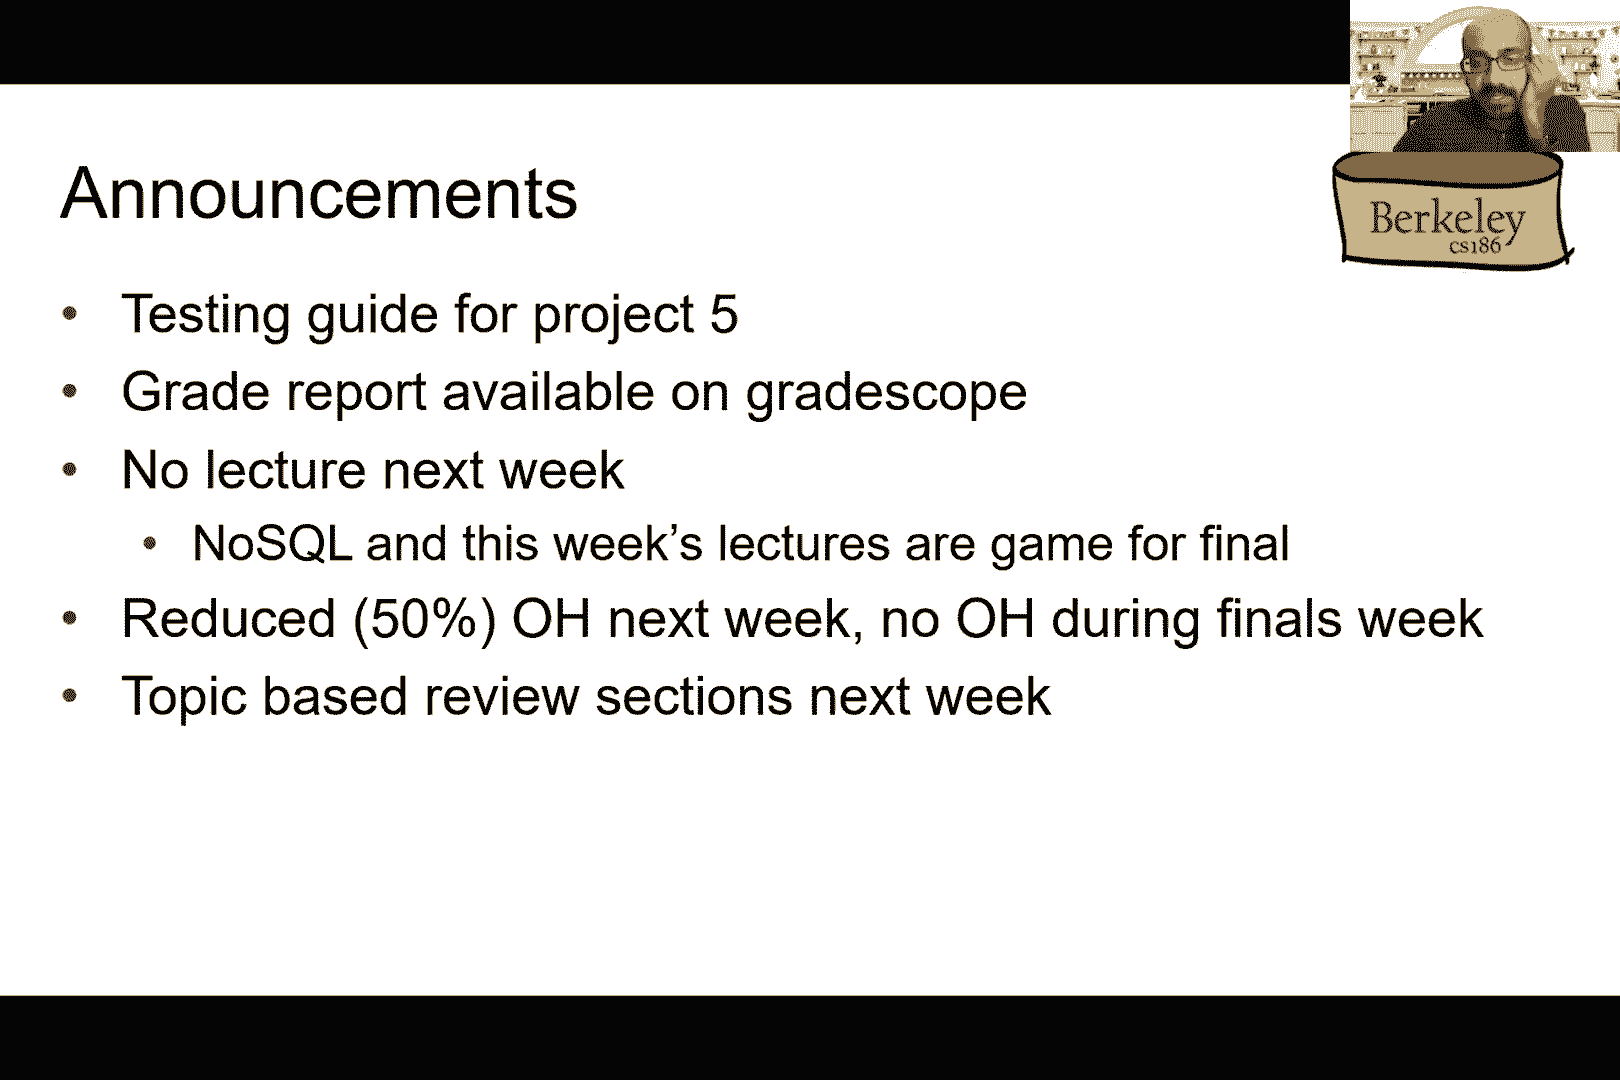 Announcements
Berkeley
cs186
• Testing guide for project 5
• Grade report available on gradescope
• No lecture next week
• NoSQL and this week’s lectures are game for final
• Reduced (50%) OH next week, no OH during finals week
• Topic based review sections next week